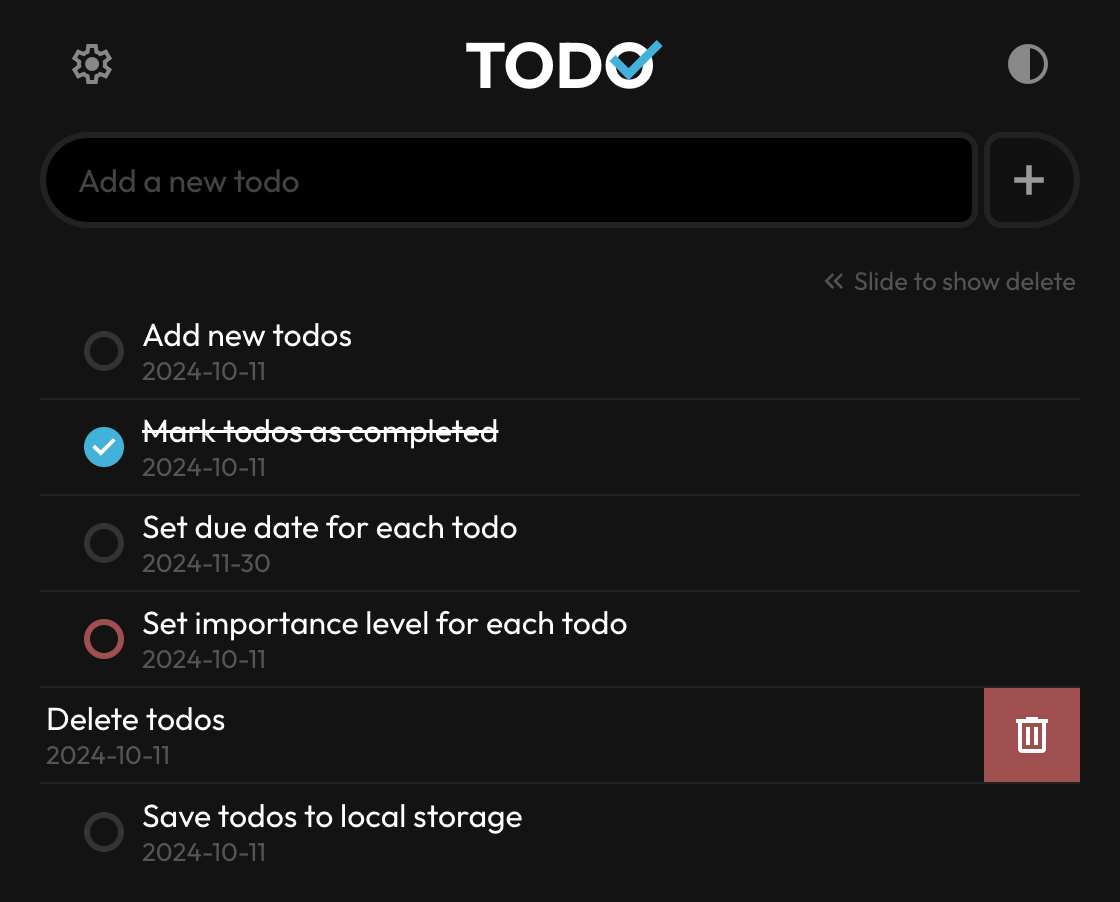 TODO
Add a new todo
Slide to show delete
Add new todos
2024-10-11
Mark todos as completed
2024-10-11
Set due date for each todo
2024-11-30
Set importance level for each todo
2024-10-11
Delete todos
2024-10-11
Save todos to local storage
2024-10-11